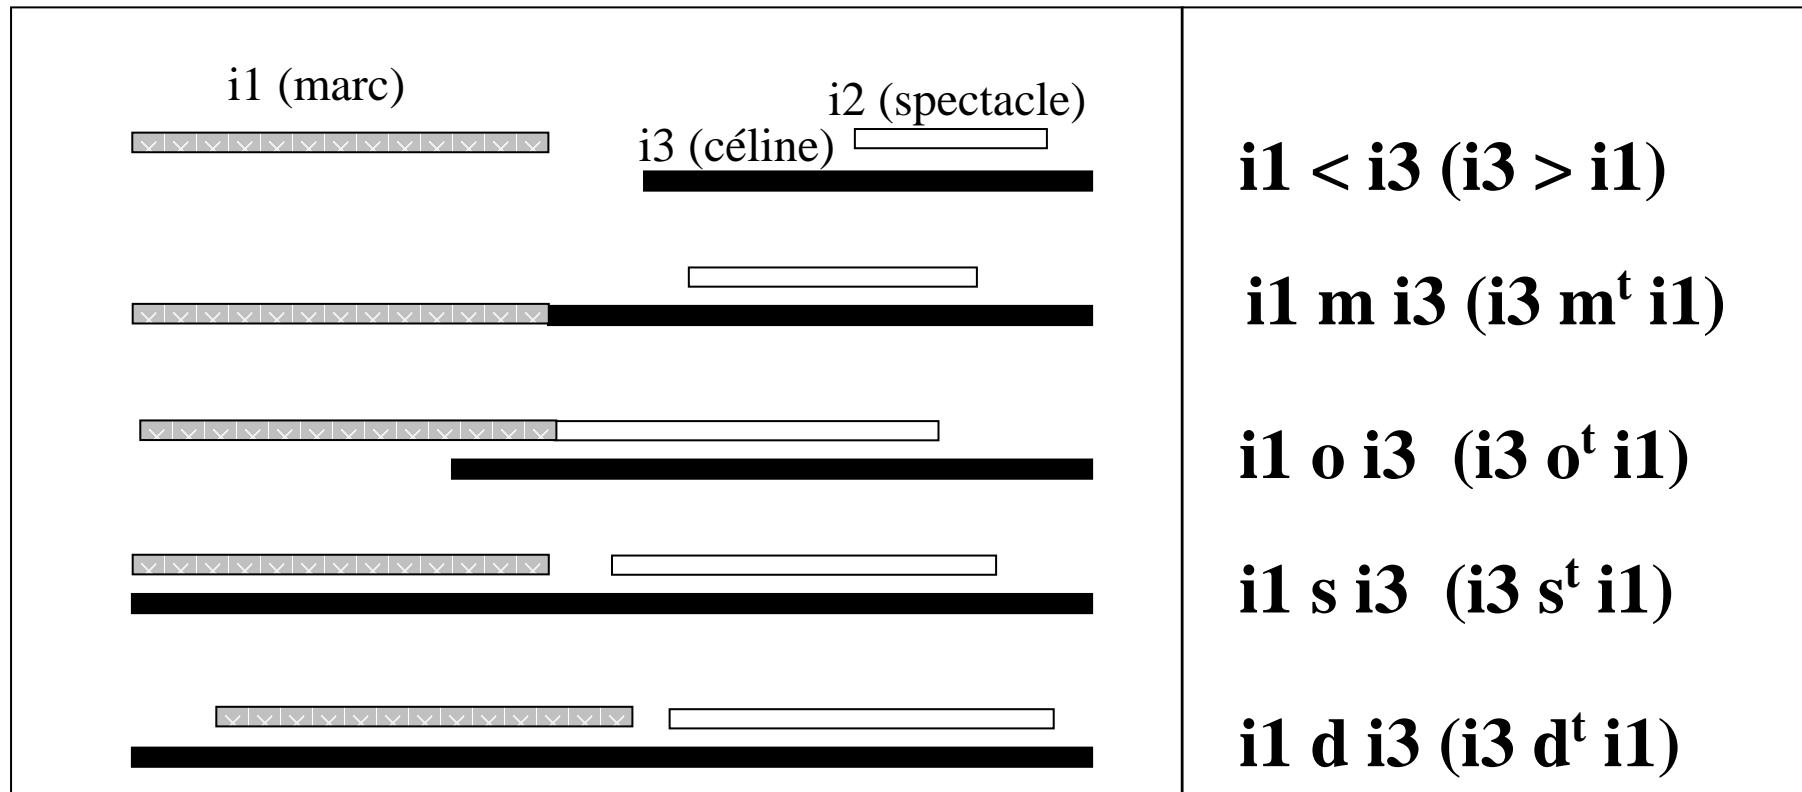 i1 (marc)
i2 (spectacle)
i3 (céline)
i1 < i3 (i3 > i1)
i1 m i3 (i3 mᵗ i1)
i1 o i3 (i3 oᵗ i1)
i1 s i3 (i3 sᵗ i1)
i1 d i3 (i3 dᵗ i1)